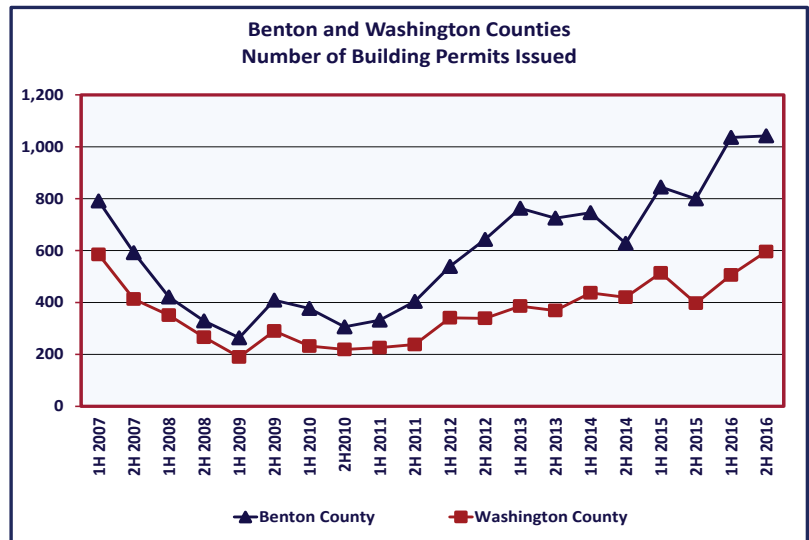 Benton and Washington Counties
Number of Building Permits Issued
1,200
1,000
800
600
400
200
0
1H 2007
2H 2007
1H 2008
2H 2008
1H 2009
2H 2009
1H 2010
2H2010
1H 2011
2H 2011
1H 2012
2H 2012
1H 2013
2H 2013
1H 2014
2H 2014
1H 2015
2H 2015
1H 2016
2H 2016
Benton County Washington County